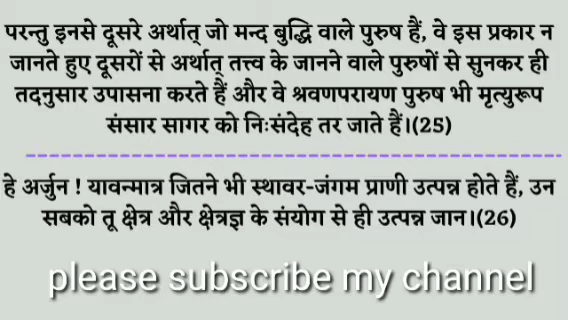 परन्तु इनसे दूसरे अर्थात् जो मन्द बुद्धि वाले पुरुष हैं, वे इस प्रकार न
जानते हुए दूसरों से अर्थात् तत्त्व के जानने वाले पुरुषों से सुनकर ही
तदनुसार उपासना करते हैं और वे श्रवणपरायण पुरुष भी मृत्युरूप
संसार सागर को निःसंदेह तर जाते हैं।(25)
हे अर्जुन ! यावन्मात्र जितने भी स्थावर-जंगम प्राणी उत्पन्न होते हैं, उन
सबको तू क्षेत्र और क्षेत्रज्ञ के संयोग से ही उत्पन्न जान।(26)
please subscribe my channel